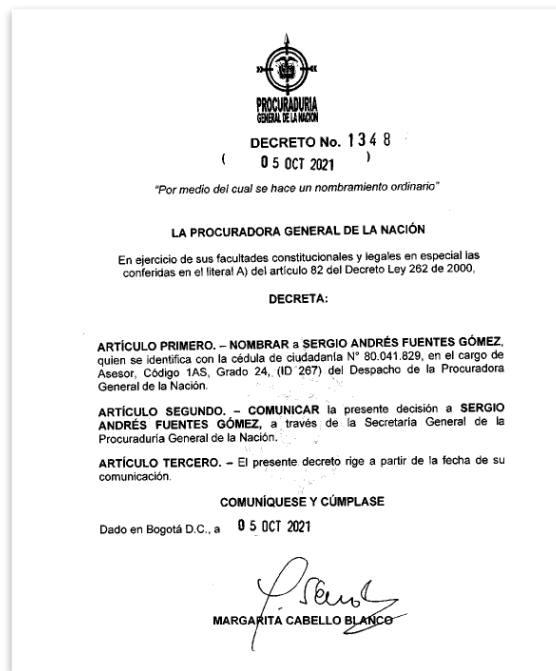 PROCURADURIA
GENERAL DE LA NACION
DECRETO No. 1348
( 05 OCT 2021 )
"Por medio del cual se hace un nombramiento ordinario"
LA PROCURADORA GENERAL DE LA NACIÓN
En ejercicio de sus facultades constitucionales y legales en especial las
conferidas en el literal A) del artículo 82 del Decreto Ley 262 de 2000,
DECRETA:
ARTÍCULO PRIMERO. – NOMBRAR a SERGIO ANDRÉS FUENTES GÓMEZ,
quien se identifica con la cédula de ciudadanía N° 80.041.829, en el cargo de
Asesor, Código 1AS, Grado 24, (ID 267) del Despacho de la Procuradora
General de la Nación.
ARTÍCULO SEGUNDO. – COMUNICAR la presente decisión a SERGIO
ANDRÉS FUENTES GÓMEZ, a través de la Secretaría General de la
Procuraduría General de la Nación.
ARTÍCULO TERCERO. – El presente decreto rige a partir de la fecha de su
comunicación.
COMUNÍQUESE Y CÚMPLASE
Dado en Bogotá D.C., a 05 OCT 2021
MARGARITA CABELLO BLANCO